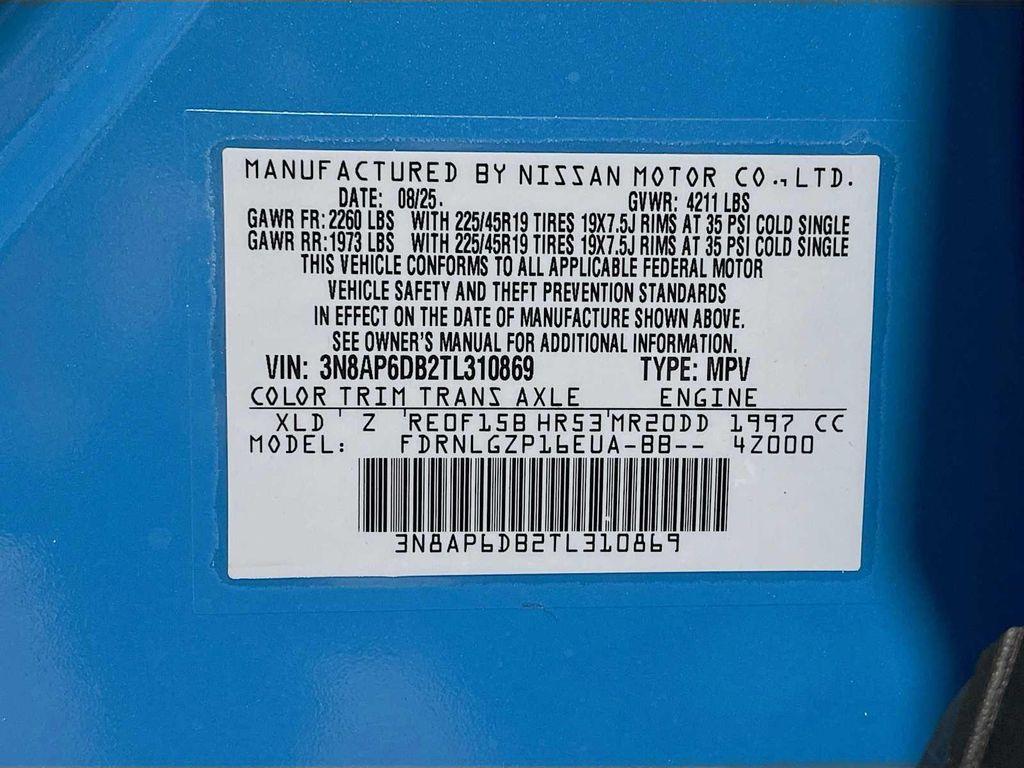 MANUFACTURED BY NISSAN MOTOR CO.,LTD.
DATE: 08/25. GVWR: 4211 LBS
GAWR FR: 2260 LBS WITH 225/45R19 TIRES 19X7.5J RIMS AT 35 PSI COLD SINGLE
GAWR RR: 1973 LBS WITH 225/45R19 TIRES 19X7.5J RIMS AT 35 PSI COLD SINGLE
THIS VEHICLE CONFORMS TO ALL APPLICABLE FEDERAL MOTOR
VEHICLE SAFETY AND THEFT PREVENTION STANDARDS
IN EFFECT ON THE DATE OF MANUFACTURE SHOWN ABOVE.
SEE OWNER'S MANUAL FOR ADDITIONAL INFORMATION.
VIN: 3N8AP6DB2TL310869 TYPE: MPV
COLOR TRIM TRANS AXLE ENGINE
XLD Z RE0F15B HR53 MR20DD 1997 CC
MODEL: FDRNLGZP16EUA-BB-- 4Z000
3N8AP6DB2TL310869